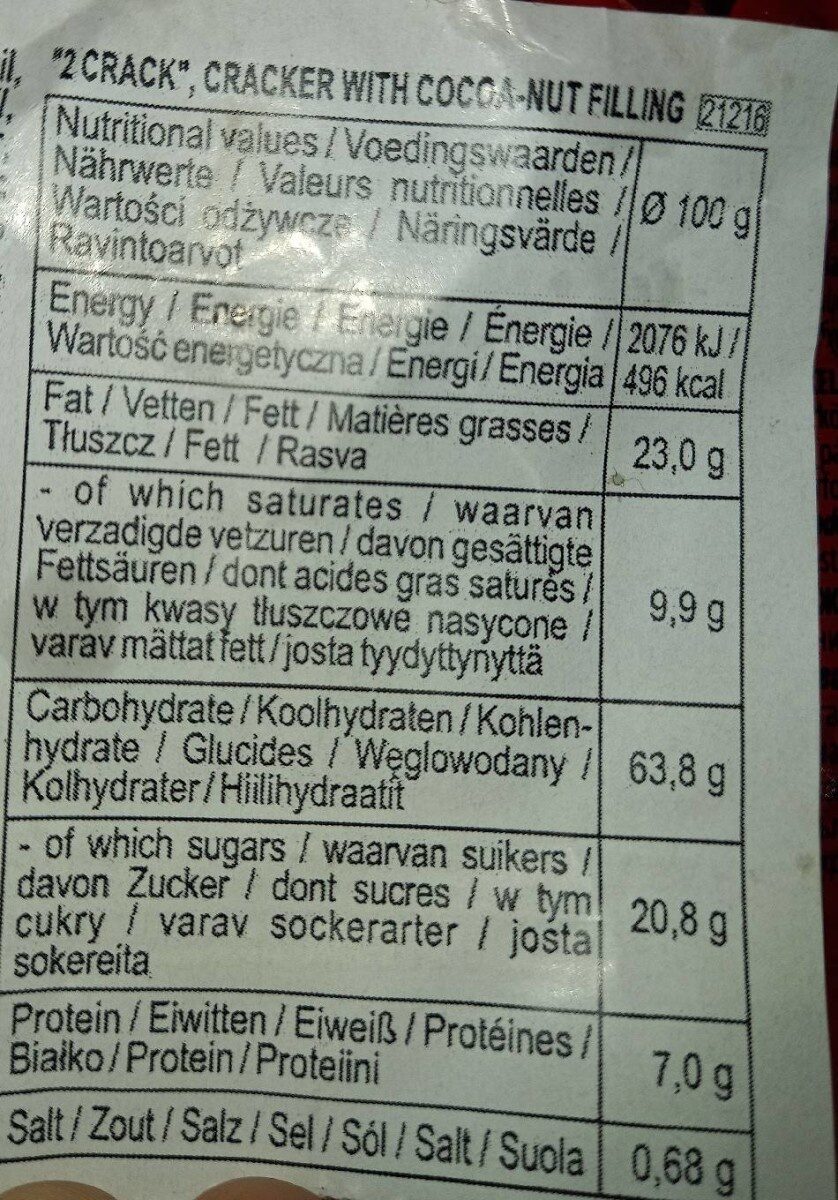 "2 CRACK", CRACKER WITH COCOA-NUT FILLING 21216
Nutritional values / Voedingswaarden /
Nährwerte / Valeurs nutritionnelles /
Wartości odżywcze / Näringsvärde /
Ravintoarvot
Ø 100 g
Energy / Energie / Energie / Énergie /
Wartość energetyczna / Energi / Energia
2076 kJ /
496 kcal
Fat / Vetten / Fett / Matières grasses /
Tłuszcz / Fett / Rasva
23,0 g
- of which saturates / waarvan
verzadigde vetzuren / davon gesättigte
Fettsäuren / dont acides gras saturés /
w tym kwasy tłuszczowe nasycone /
varav mättat fett / josta tyydyttynyttä
9,9 g
Carbohydrate / Koolhydraten / Kohlen-
hydrate / Glucides / Węglowodany /
Kolhydrater / Hiilihydraatit
63,8 g
- of which sugars / waarvan suikers /
davon Zucker / dont sucres / w tym
cukry / varav sockerarter / josta
sokereita
20,8 g
Protein / Eiwitten / Eiweiß / Protéines /
Białko / Protein / Proteiini
7,0 g
Salt / Zout / Salz / Sel / Sól / Salt / Suola
0,68 g